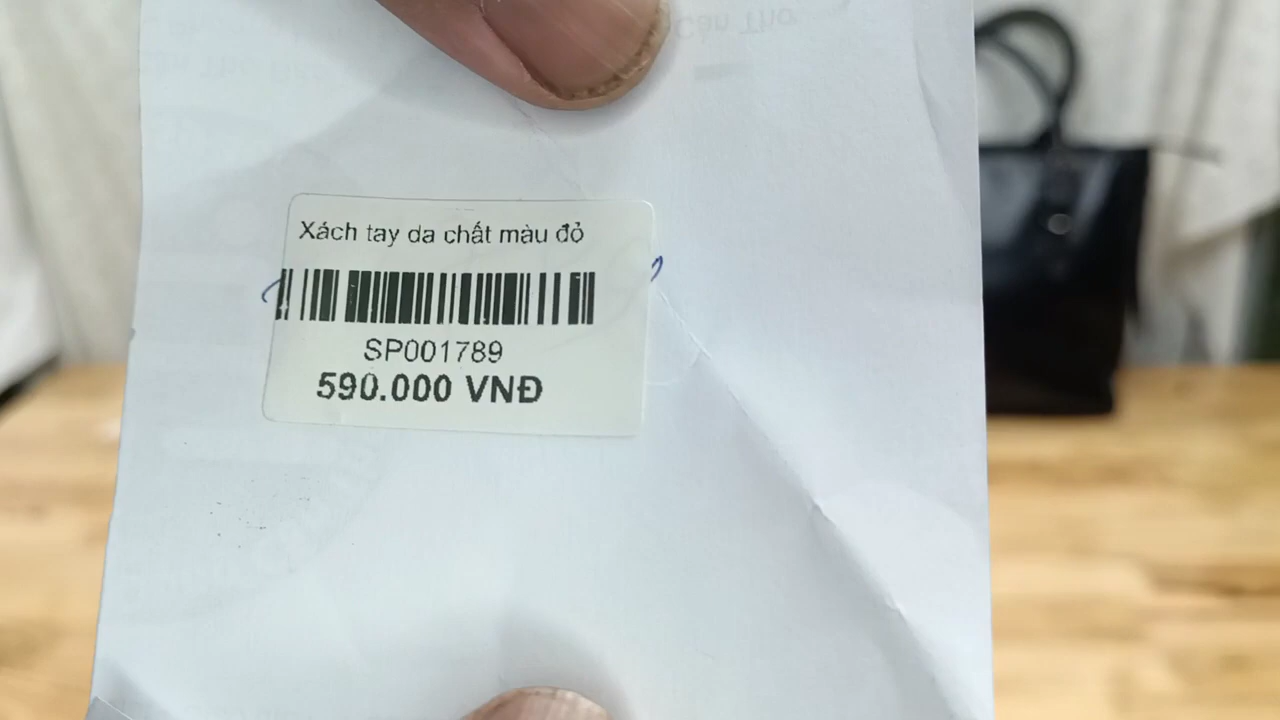 Xách tay da chất màu đỏ
SP001789
590.000 VNĐ